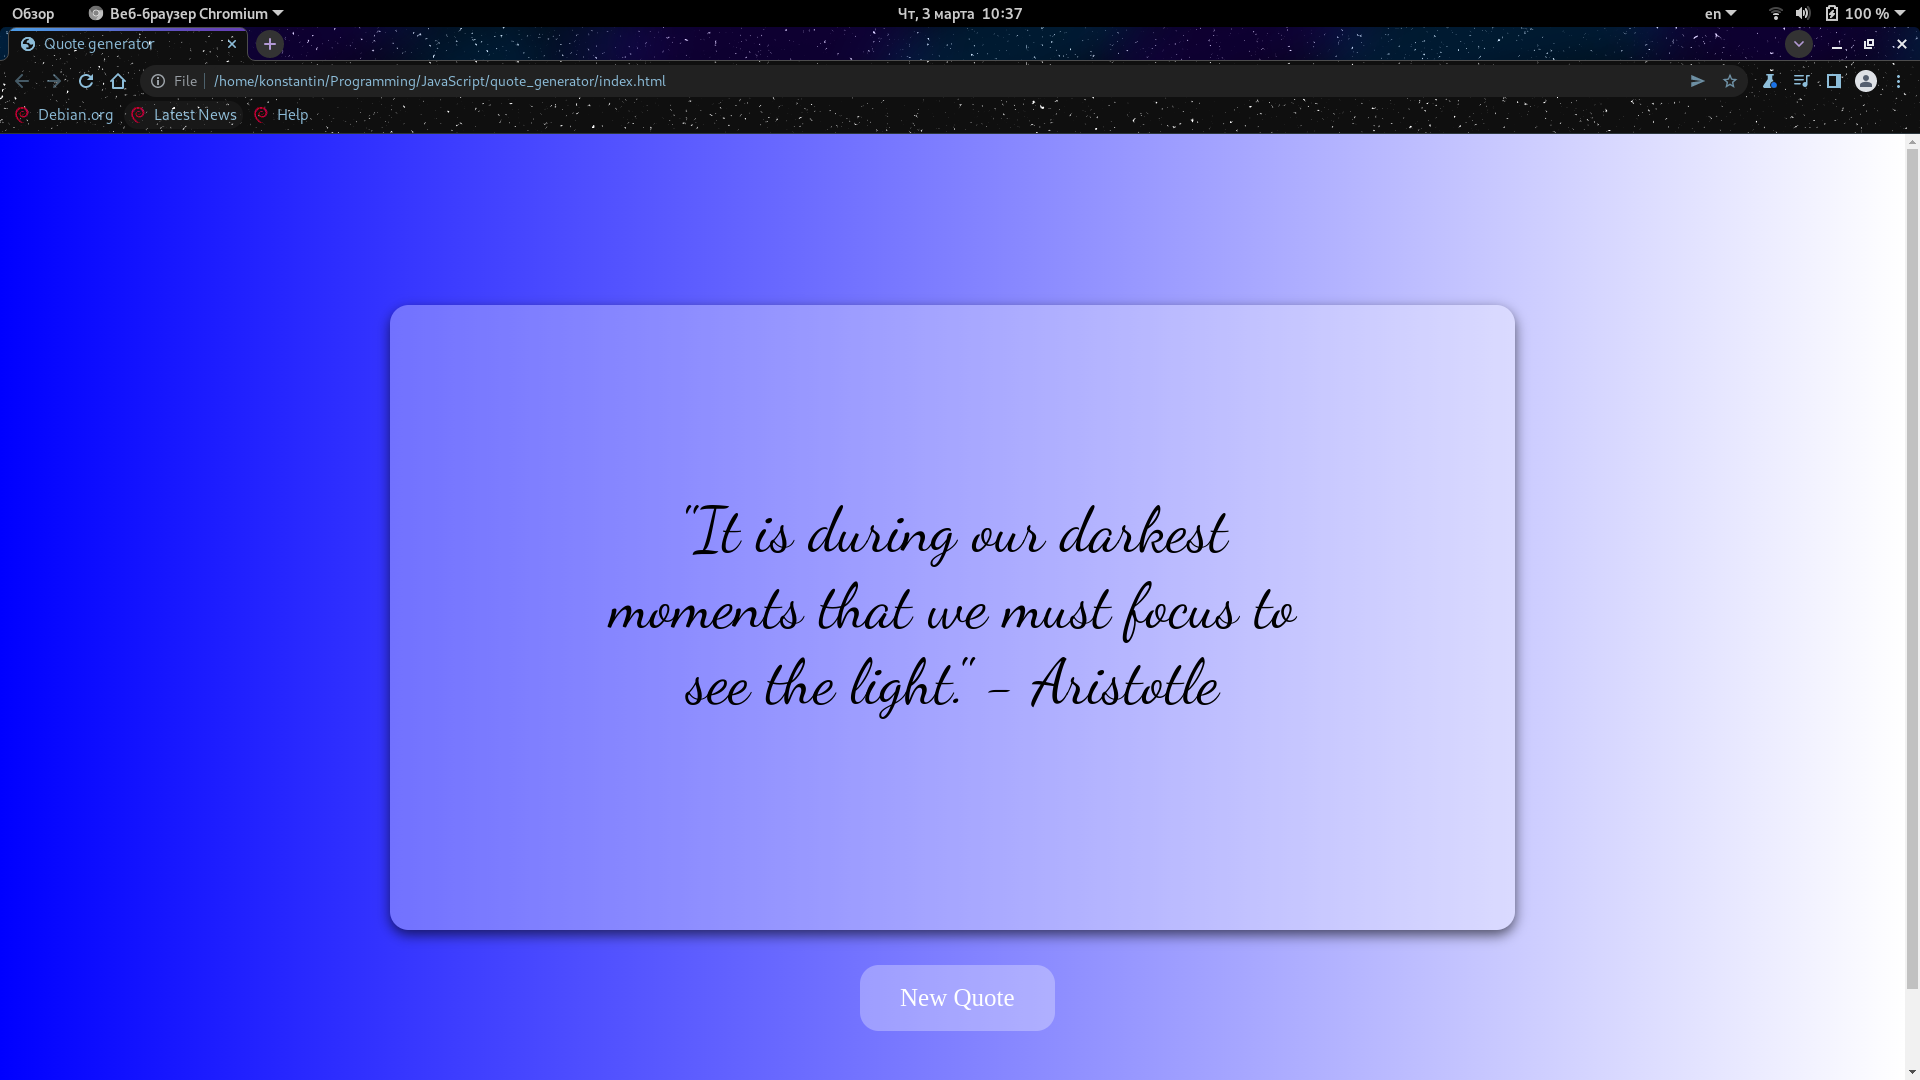 Обзор Веб-браузер Chromium Чт, 3 марта 10:37 en 100 %
Quote generator
File /home/konstantin/Programming/JavaScript/quote_generator/index.html
Debian.org Latest News Help
"It is during our darkest
moments that we must focus to
see the light." - Aristotle
New Quote